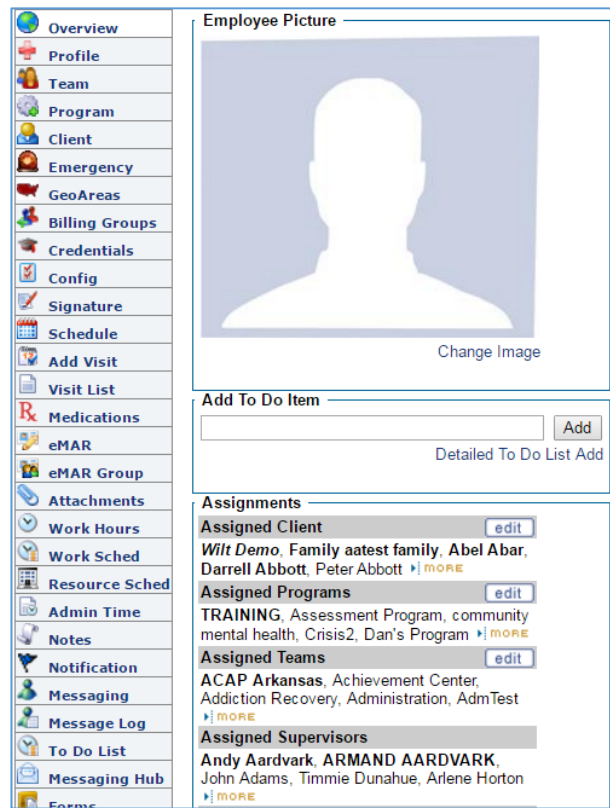 Overview
Profile
Team
Program
Client
Emergency
GeoAreas
Billing Groups
Credentials
Config
Signature
Schedule
Add Visit
Visit List
Medications
eMAR
eMAR Group
Attachments
Work Hours
Work Sched
Resource Sched
Admin Time
Notes
Notification
Messaging
Message Log
To Do List
Messaging Hub
Forms
Employee Picture
Change Image
Add To Do Item
Add
Detailed To Do List Add
Assignments
Assigned Client edit
Wilt Demo, Family aatest family, Abel Abar,
Darrell Abbott, Peter Abbott MORE
Assigned Programs edit
TRAINING, Assessment Program, community
mental health, Crisis2, Dan's Program MORE
Assigned Teams edit
ACAP Arkansas, Achievement Center,
Addiction Recovery, Administration, AdmTest
MORE
Assigned Supervisors
Andy Aardvark, ARMAND AARDVARK,
John Adams, Timmie Dunahue, Arlene Horton
MORE